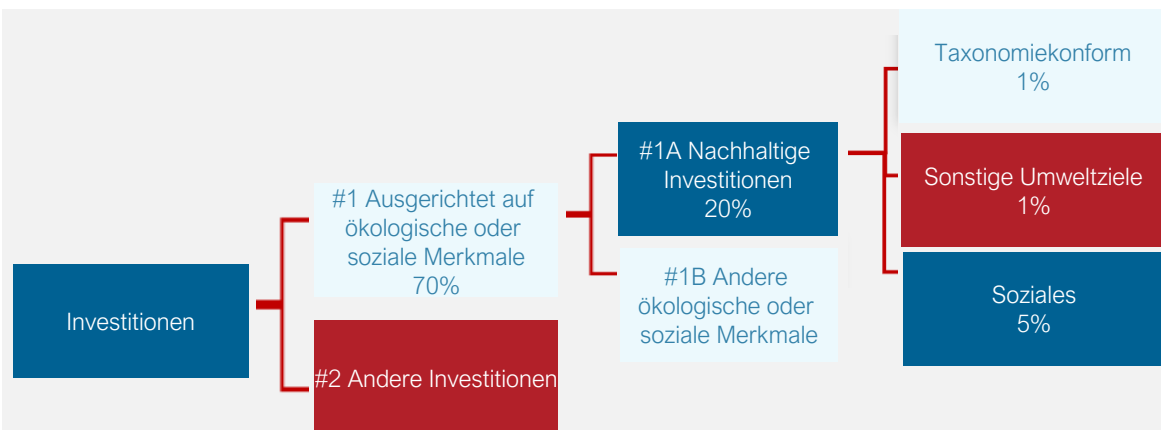 Investitionen
#1 Ausgerichtet auf
ökologische oder
soziale Merkmale
70%
#2 Andere Investitionen
#1A Nachhaltige
Investitionen
20%
#1B Andere
ökologische oder
soziale Merkmale
Taxonomiekonform
1%
Sonstige Umweltziele
1%
Soziales
5%